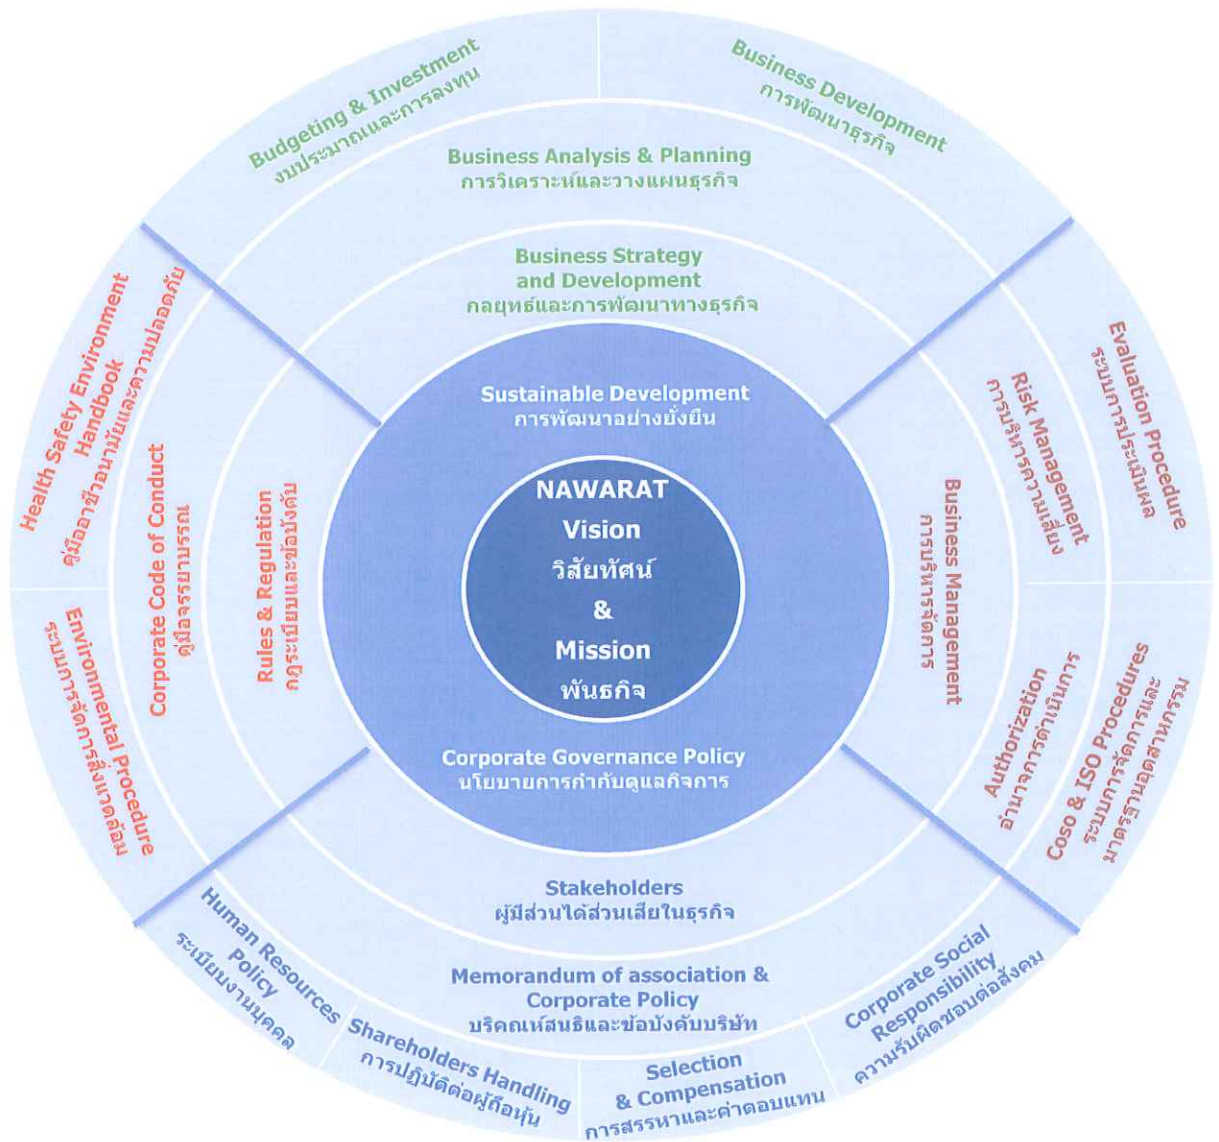 Budgeting & Investment
งบประมาณและการลงทุน
Business Development
การพัฒนาธุรกิจ
Business Analysis & Planning
การวิเคราะห์และวางแผนธุรกิจ
Business Strategy
and Development
กลยุทธ์และการพัฒนาทางธุรกิจ
Health Safety Environment
Handbook
คู่มืออาชีวอนามัยและความปลอดภัย
Environmental Procedure
ระบบการจัดการสิ่งแวดล้อม
Corporate Code of Conduct
คู่มือจรรยาบรรณ
Rules & Regulation
กฎระเบียบและข้อบังคับ
Sustainable Development
การพัฒนาอย่างยั่งยืน
NAWARAT
Vision
วิสัยทัศน์
&
Mission
พันธกิจ
Corporate Governance Policy
นโยบายการกำกับดูแลกิจการ
Business Management
การบริหารจัดการ
Risk Management
การบริหารความเสี่ยง
Authorization
อำนาจการดำเนินการ
Evaluation Procedure
ระบบการประเมินผล
Coso & ISO Procedures
ระบบการจัดการและ
มาตรฐานอุตสาหกรรม
Stakeholders
ผู้มีส่วนได้ส่วนเสียในธุรกิจ
Memorandum of association &
Corporate Policy
บริคณห์สนธิและข้อบังคับบริษัท
Human Resources
Policy
ระเบียบงานบุคคล
Shareholders Handling
การปฏิบัติต่อผู้ถือหุ้น
Selection
& Compensation
การสรรหาและค่าตอบแทน
Corporate Social
Responsibility
ความรับผิดชอบต่อสังคม